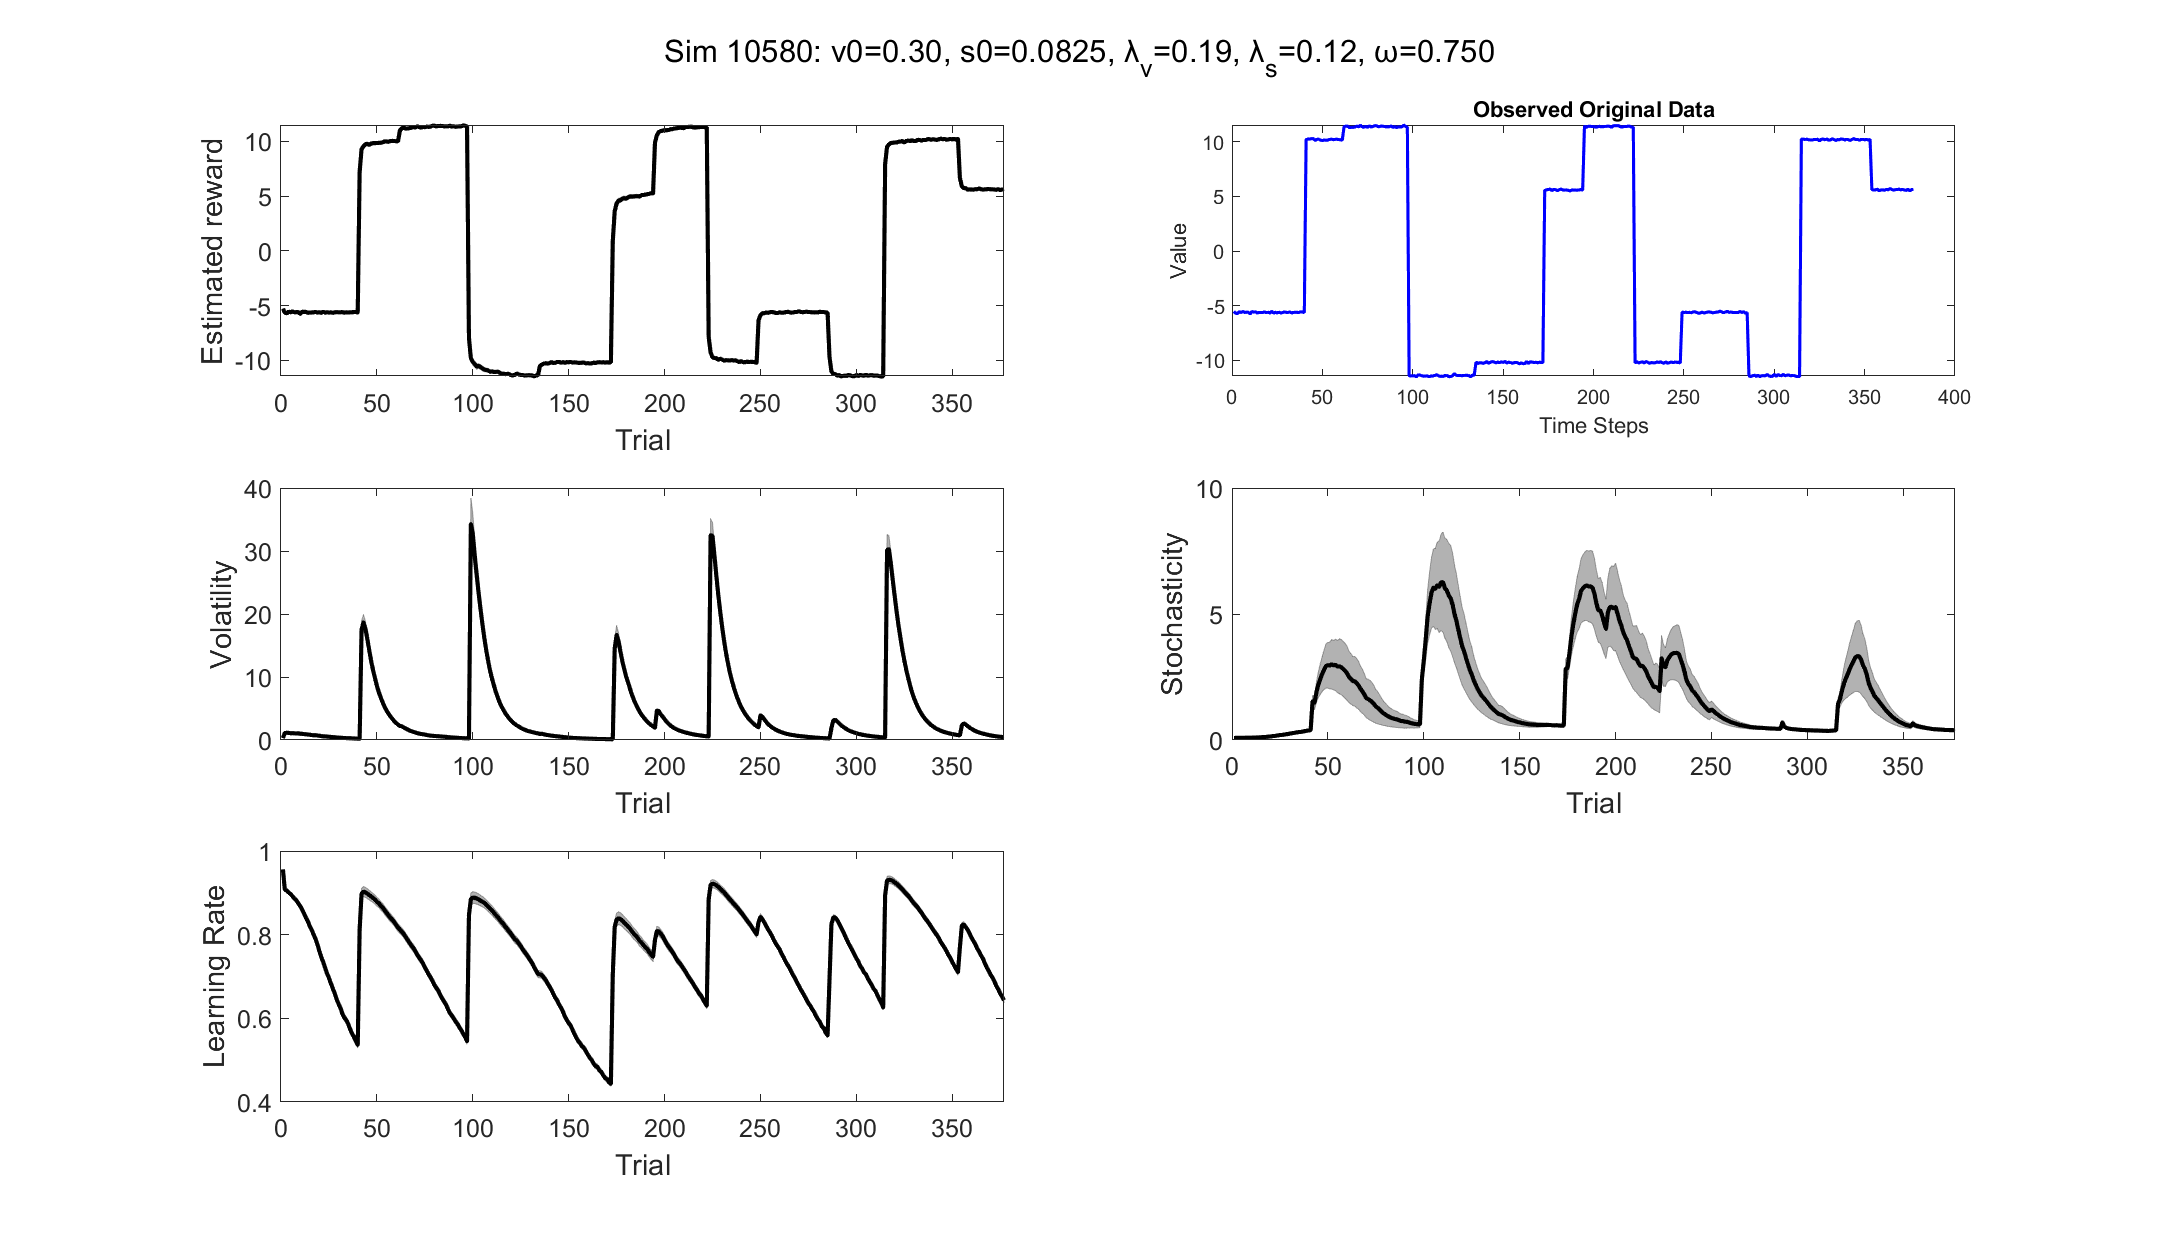 Sim 10580: v0=0.30, s0=0.0825, λ_v=0.19, λ_s=0.12, ω=0.750
10
5
0
-5
-10
Estimated reward
0 50 100 150 200 250 300 350
Trial
Observed Original Data
10
5
0
-5
-10
Value
0 50 100 150 200 250 300 350 400
Time Steps
40
30
20
10
0
Volatility
0 50 100 150 200 250 300 350
Trial
10
5
0
Stochasticity
0 50 100 150 200 250 300 350
Trial
1
0.8
0.6
0.4
Learning Rate
0 50 100 150 200 250 300 350
Trial